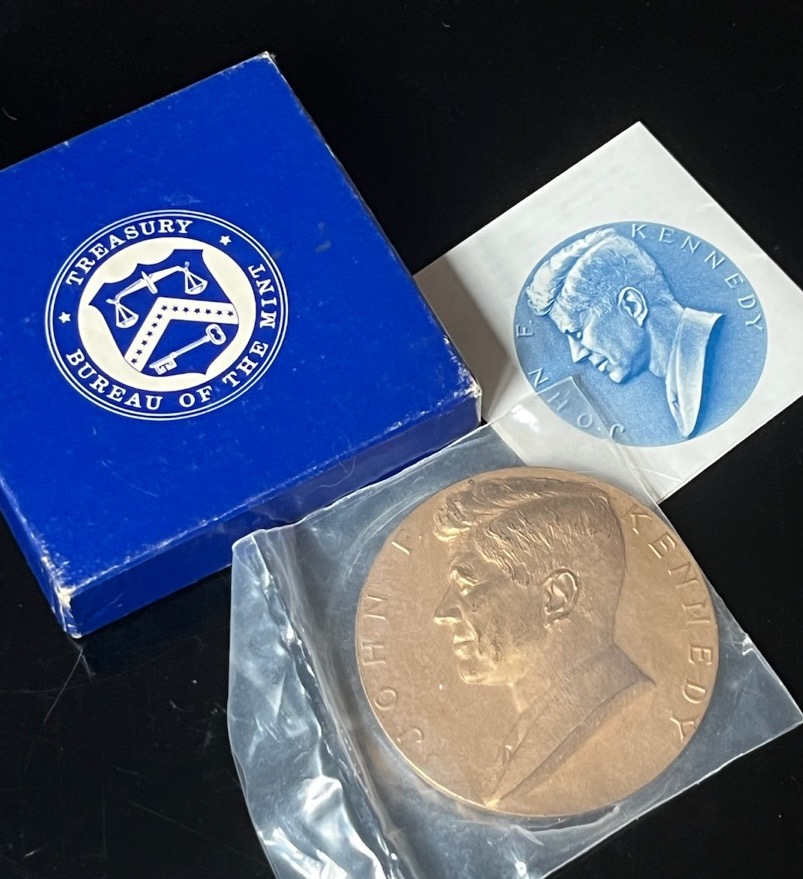 TREASURY
BUREAU OF THE MINT
JOHN F. KENNEDY
JOHN F. KENNEDY